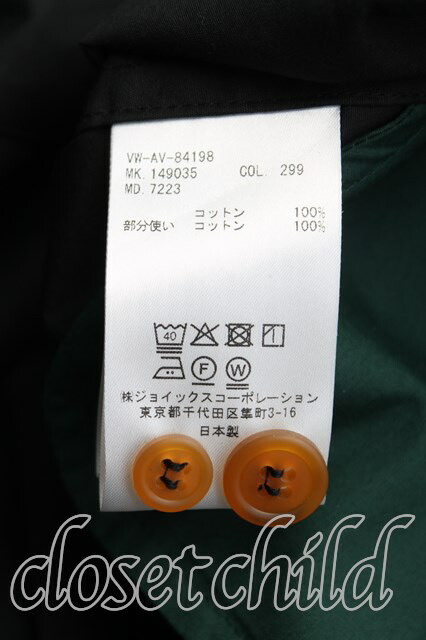 VW-AV-84198
MK. 149035 COL. 299
MD. 7223
コットン 100%
部分使い コットン 100%
40
F W
㈱ジョイックスコーポレーション
東京都千代田区隼町3-16
日本製
closetchild